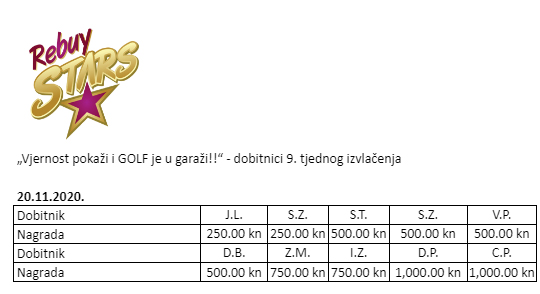 Rebuy
STARS
„Vjernost pokaži i GOLF je u garaži!!“ - dobitnici 9. tjednog izvlačenja
20.11.2020.
Dobitnik J.L. S.Z. S.T. S.Z. V.P.
Nagrada 250.00 kn 250.00 kn 500.00 kn 500.00 kn 500.00 kn
Dobitnik D.B. Z.M. I.Z. D.P. C.P.
Nagrada 500.00 kn 750.00 kn 750.00 kn 1,000.00 kn 1,000.00 kn